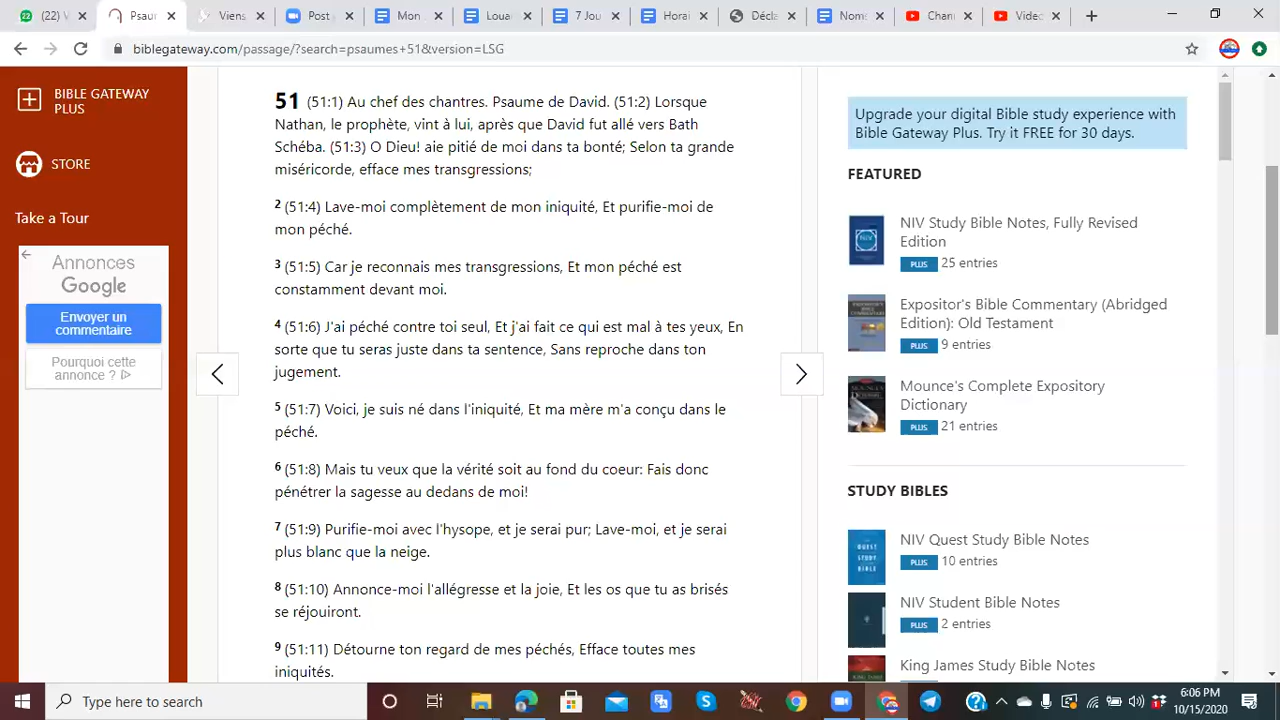 (22)
Psaum
Viens
Post
Mon
Loua
7 Jou
Horai
Décla
Noms
Chan
Video
biblegateway.com/passage/?search=psaumes+51&version=LSG
BIBLE GATEWAY
PLUS
STORE
Take a Tour
Annonces
Google
Envoyer un
commentaire
Pourquoi cette
annonce ?
51 (51:1) Au chef des chantres. Psaume de David. (51:2) Lorsque
Nathan, le prophète, vint à lui, après que David fut allé vers Bath
Schéba. (51:3) O Dieu! aie pitié de moi dans ta bonté; Selon ta grande
miséricorde, efface mes transgressions;
2 (51:4) Lave-moi complètement de mon iniquité, Et purifie-moi de
mon péché.
3 (51:5) Car je reconnais mes transgressions, Et mon péché est
constamment devant moi.
4 (51:6) J'ai péché contre toi seul, Et j'ai fait ce qui est mal à tes yeux, En
sorte que tu seras juste dans ta sentence, Sans reproche dans ton
jugement.
5 (51:7) Voici, je suis né dans l'iniquité, Et ma mère m'a conçu dans le
péché.
6 (51:8) Mais tu veux que la vérité soit au fond du coeur: Fais donc
pénétrer la sagesse au dedans de moi!
7 (51:9) Purifie-moi avec l'hysope, et je serai pur; Lave-moi, et je serai
plus blanc que la neige.
8 (51:10) Annonce-moi l'allégresse et la joie, Et les os que tu as brisés
se réjouiront.
9 (51:11) Détourne ton regard de mes péchés, Efface toutes mes
iniquités.
Upgrade your digital Bible study experience with
Bible Gateway Plus. Try it FREE for 30 days.
FEATURED
NIV Study Bible Notes, Fully Revised
Edition
PLUS 25 entries
Expositor's Bible Commentary (Abridged
Edition): Old Testament
PLUS 9 entries
Mounce's Complete Expository
Dictionary
PLUS 21 entries
STUDY BIBLES
NIV Quest Study Bible Notes
PLUS 10 entries
NIV Student Bible Notes
PLUS 2 entries
King James Study Bible Notes
Type here to search
6:06 PM
10/15/2020